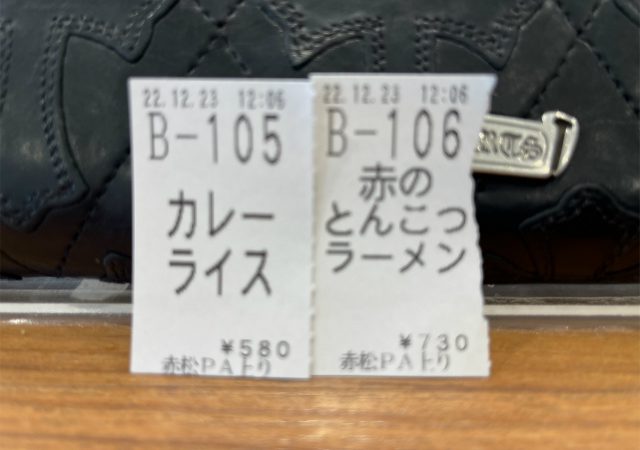 22.12.23 12:06
B-105
カレー
ライス
¥580
赤松PA上り
22.12.23 12:06
B-106
赤の
とんこつ
ラーメン
¥730
赤松PA上り